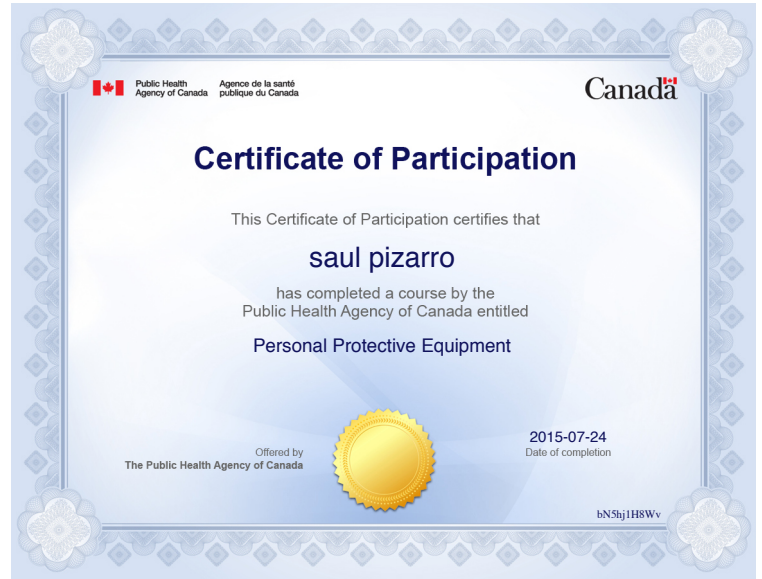 Public Health
Agency of Canada
Agence de la santé
publique du Canada
Canada
Certificate of Participation
This Certificate of Participation certifies that
saul pizarro
has completed a course by the
Public Health Agency of Canada entitled
Personal Protective Equipment
Offered by
The Public Health Agency of Canada
2015-07-24
Date of completion
bN5hj1H8Wv